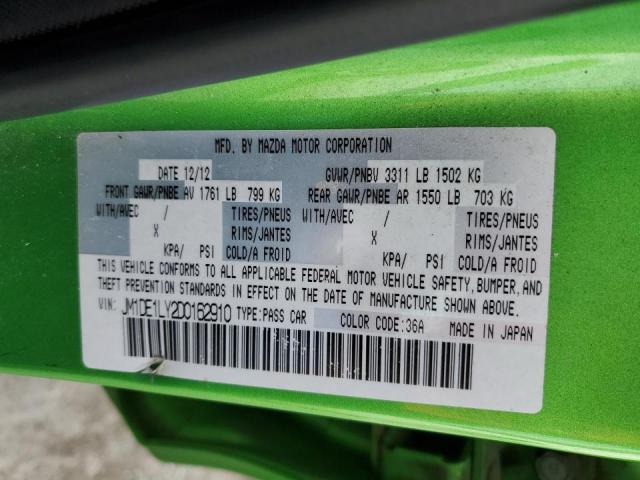 MFD. BY MAZDA MOTOR CORPORATION
DATE 12/12 GVWR/PNBV 3311 LB 1502 KG
FRONT GAWR/PNBE AV 1761 LB 799 KG REAR GAWR/PNBE AR 1550 LB 703 KG
WITH/AVEC / TIRES/PNEUS WITH/AVEC / TIRES/PNEUS
X RIMS/JANTES X RIMS/JANTES
KPA/ PSI COLD/A FROID KPA/ PSI COLD/A FROID
THIS VEHICLE CONFORMS TO ALL APPLICABLE FEDERAL MOTOR VEHICLE SAFETY, BUMPER, AND
THEFT PREVENTION STANDARDS IN EFFECT ON THE DATE OF MANUFACTURE SHOWN ABOVE.
VIN: JM1DE1LY2D0162910 TYPE:PASS CAR COLOR CODE:36A MADE IN JAPAN